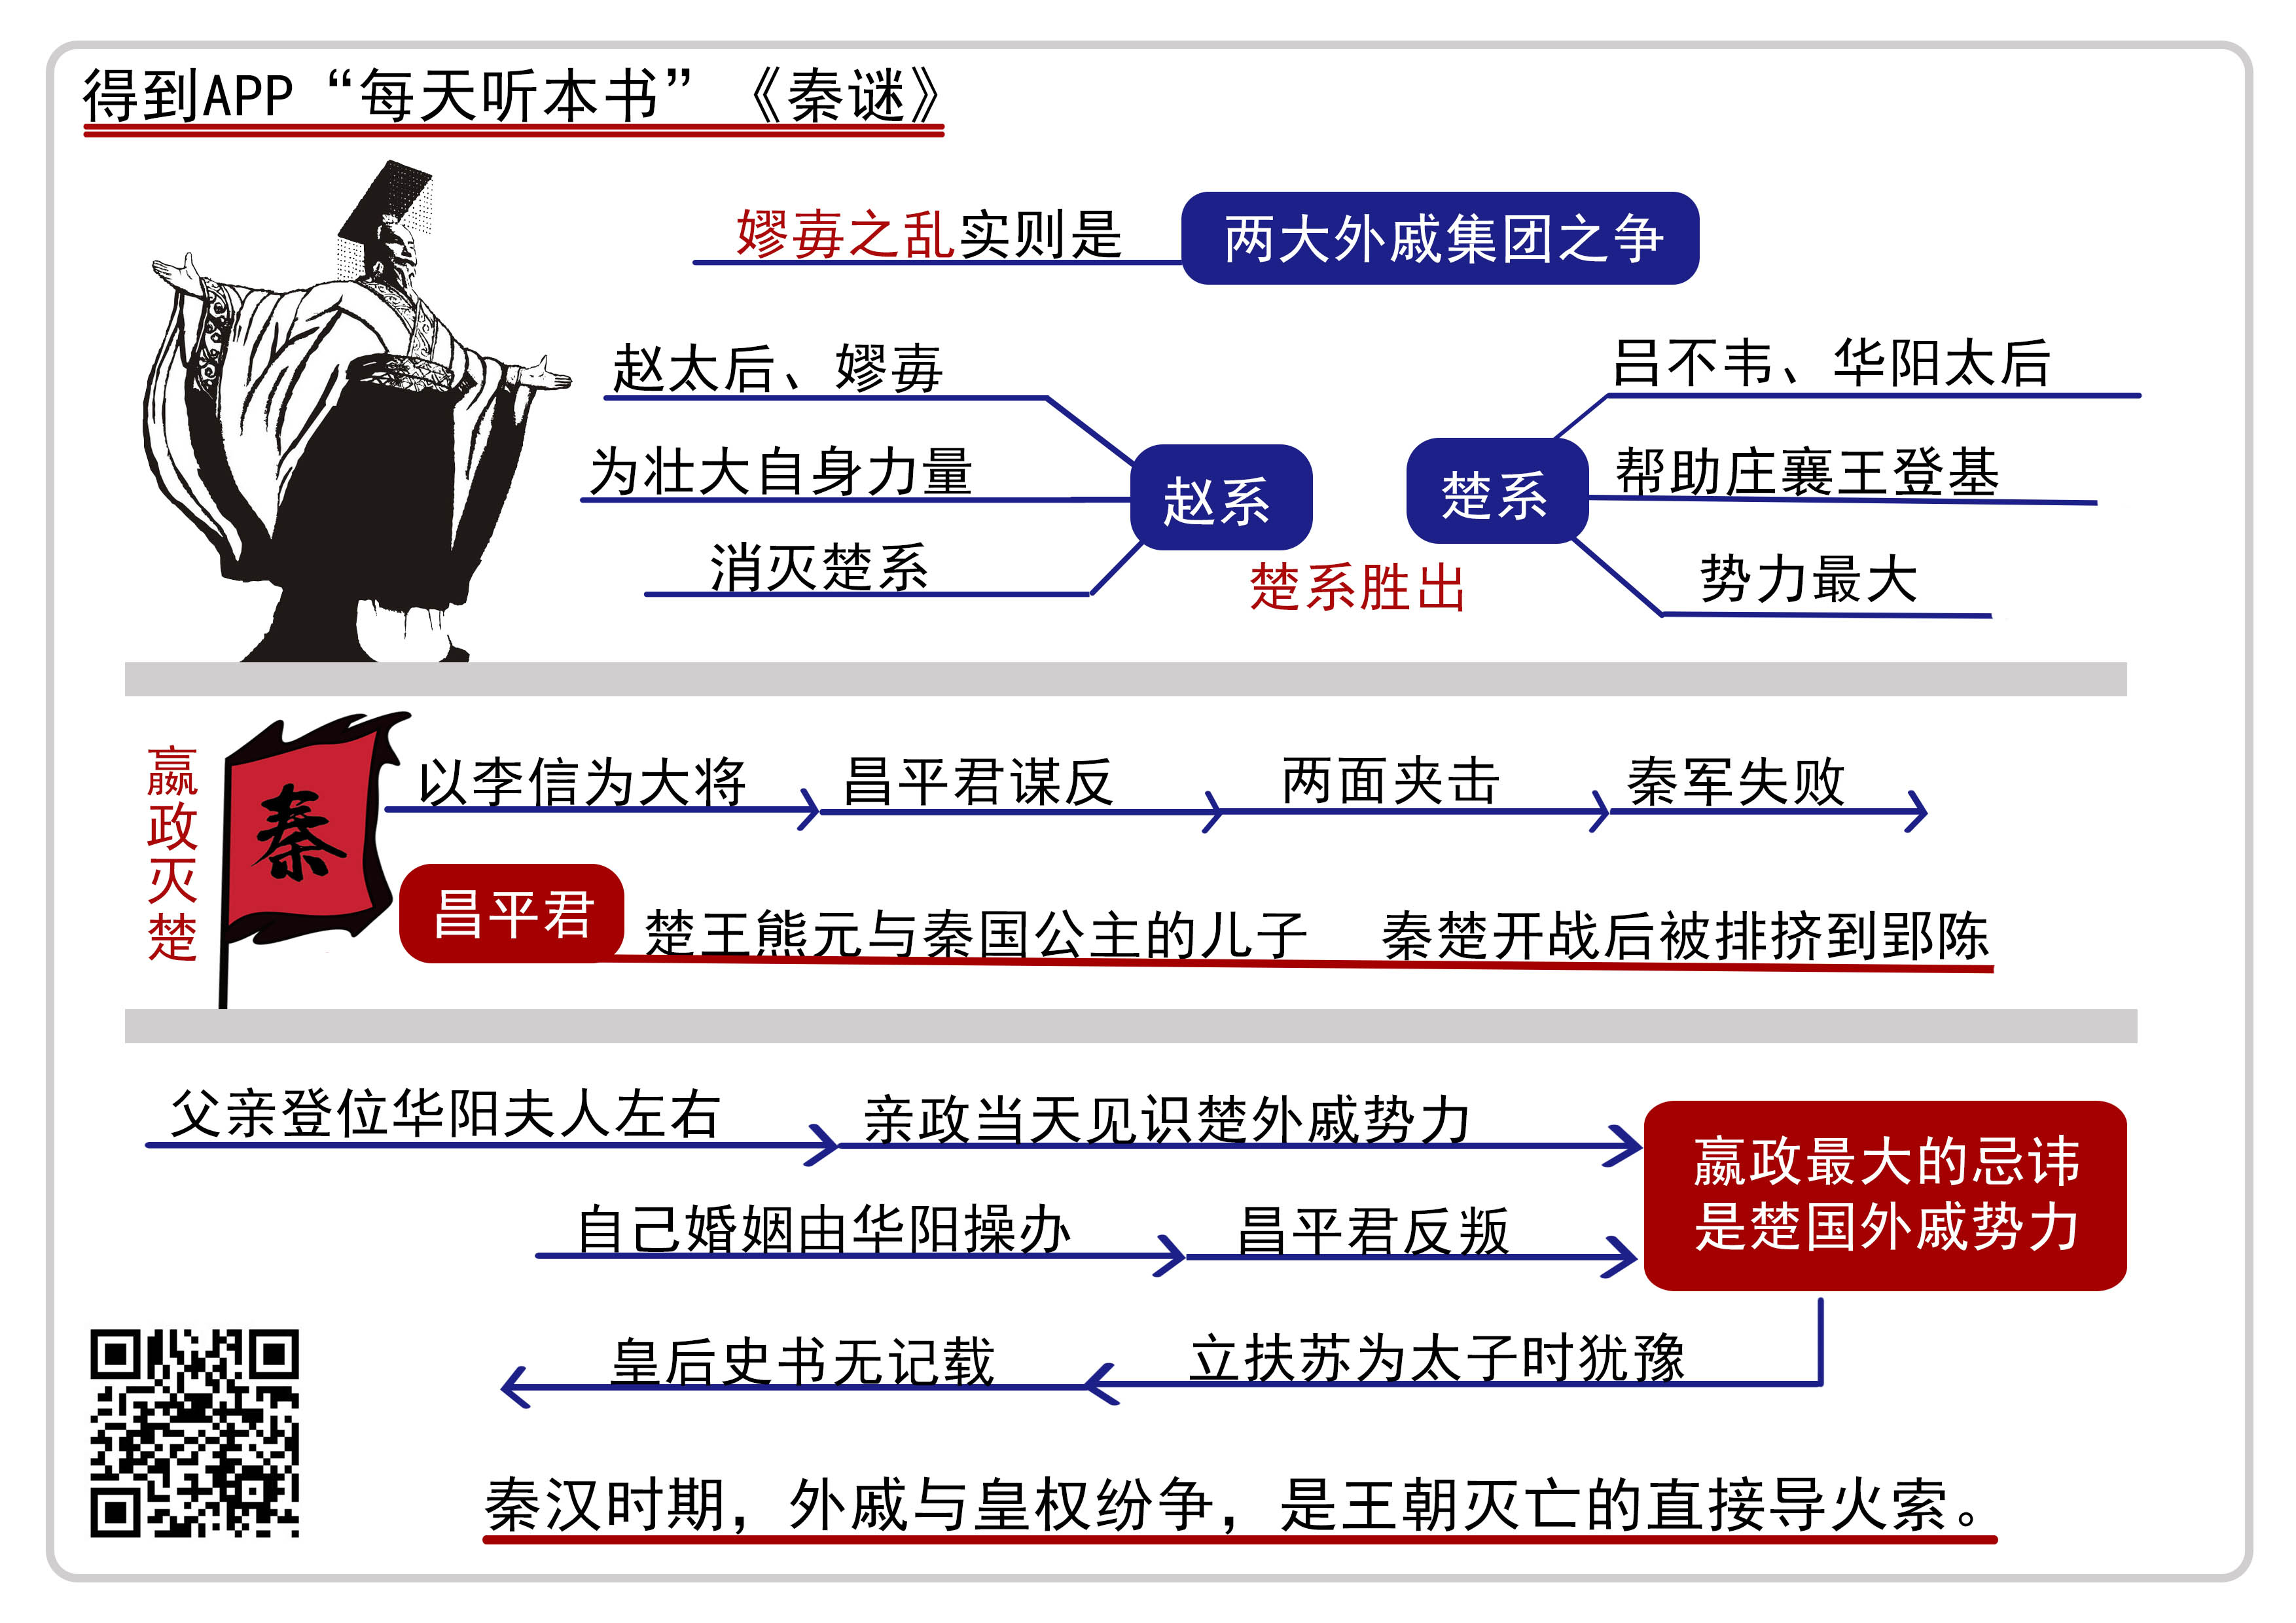 得到APP“每天听本书”《秦谜》
嫪毐之乱实则是 两大外戚集团之争
赵太后、嫪毐
为壮大自身力量
消灭楚系
赵系
楚系
吕不韦、华阳太后
帮助庄襄王登基
势力最大
楚系胜出
嬴政灭楚
秦
以李信为大将
昌平君谋反
两面夹击
秦军失败
昌平君
楚王熊元与秦国公主的儿子 秦楚开战后被排挤到郢陈
父亲登位华阳夫人左右
亲政当天见识楚外戚势力
自己婚姻由华阳操办
昌平君反叛
嬴政最大的忌讳
是楚国外戚势力
立扶苏为太子时犹豫
皇后史书无记载
秦汉时期，外戚与皇权纷争，是王朝灭亡的直接导火索。